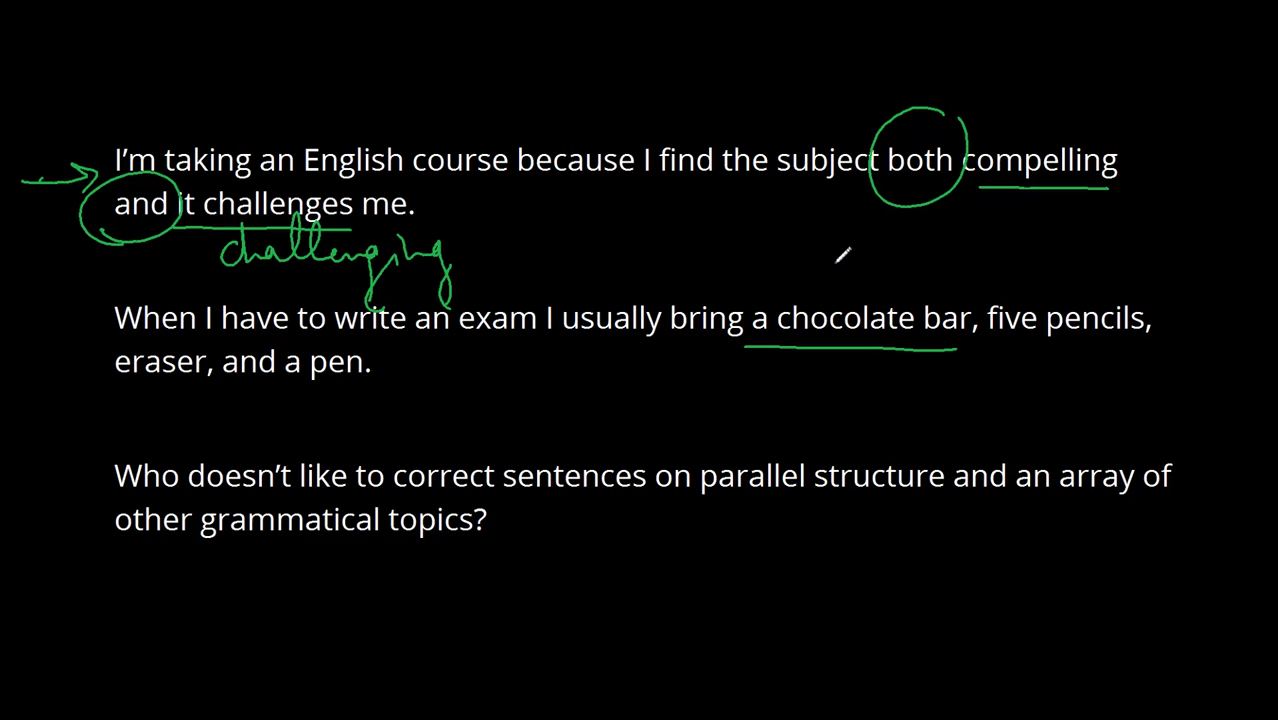 I’m taking an English course because I find the subject both compelling
and it challenges me.
challenging
When I have to write an exam I usually bring a chocolate bar, five pencils,
eraser, and a pen.
Who doesn’t like to correct sentences on parallel structure and an array of
other grammatical topics?